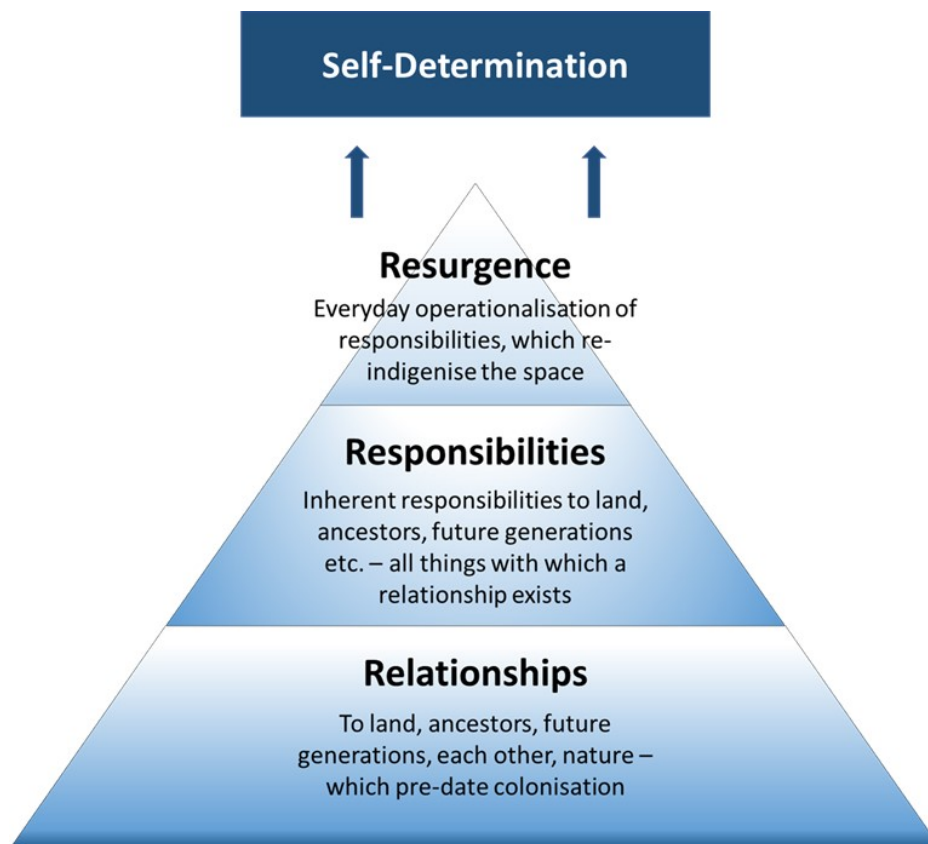 Self-Determination
Resurgence
Everyday operationalisation of
responsibilities, which re-
indigenise the space
Responsibilities
Inherent responsibilities to land,
ancestors, future generations
etc. – all things with which a
relationship exists
Relationships
To land, ancestors, future
generations, each other, nature –
which pre-date colonisation